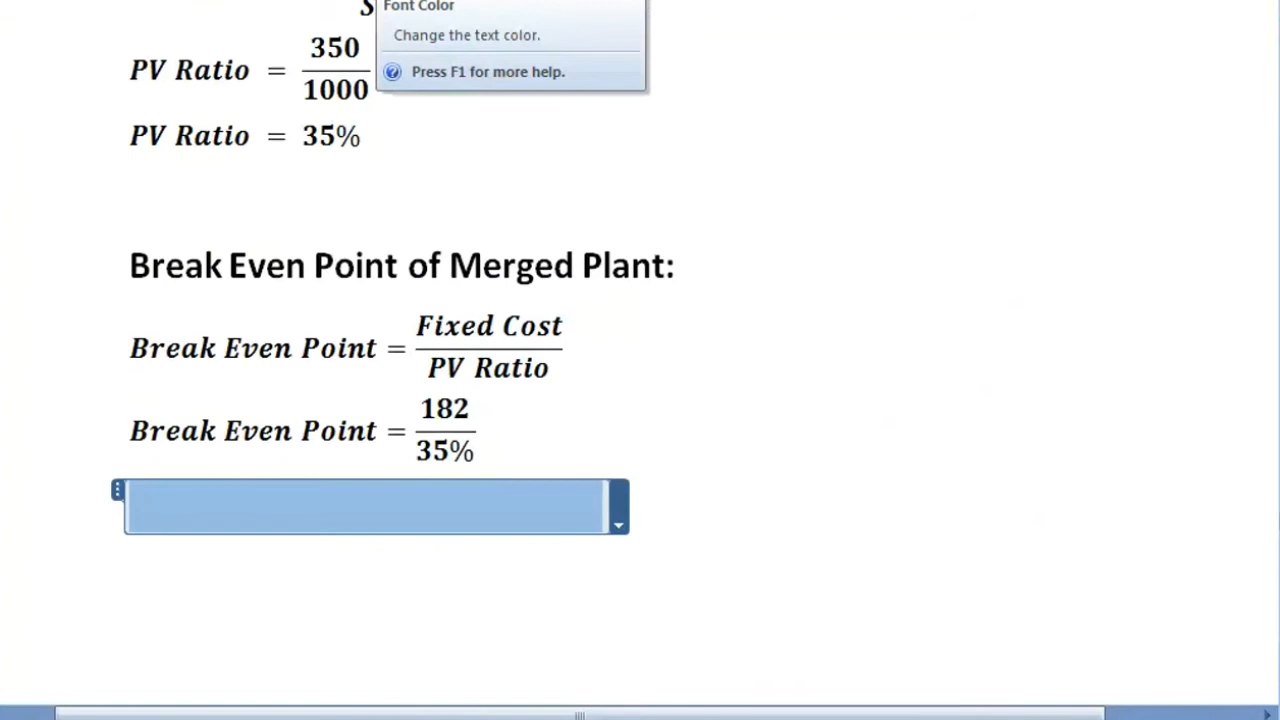 S
Font Color
Change the text color.
PV Ratio = 350/1000
Press F1 for more help.
PV Ratio = 35%
Break Even Point of Merged Plant:
Break Even Point = Fixed Cost/PV Ratio
Break Even Point = 182/35%